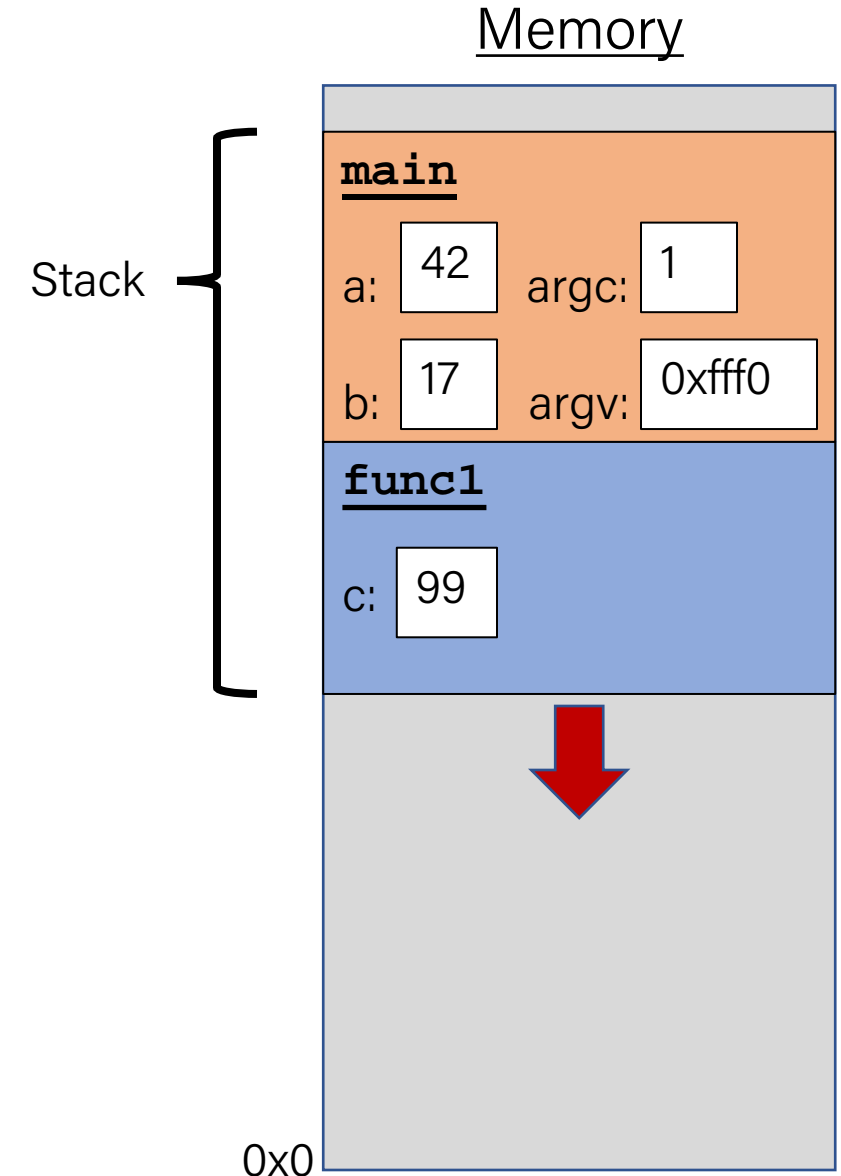 Memory
main
Stack
a: 42 argc: 1
b: 17 argv: 0xfff0
func1
c: 99
0x0